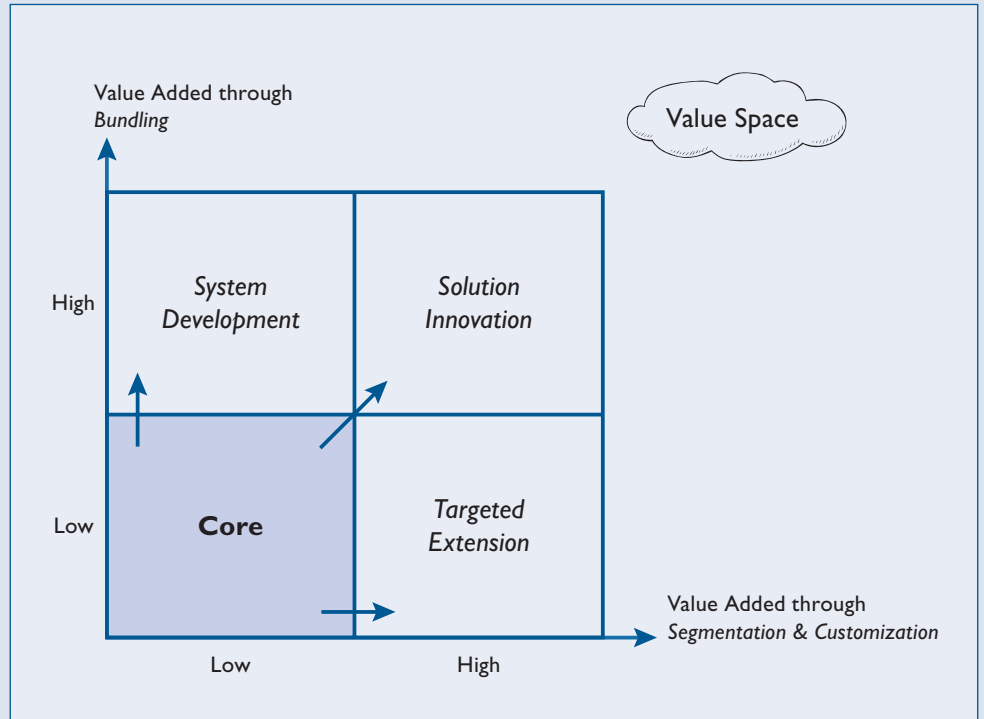 Value Added through
Bundling
Value Space
High
System
Development
Solution
Innovation
Low
Core
Targeted
Extension
Value Added through
Segmentation & Customization
Low
High